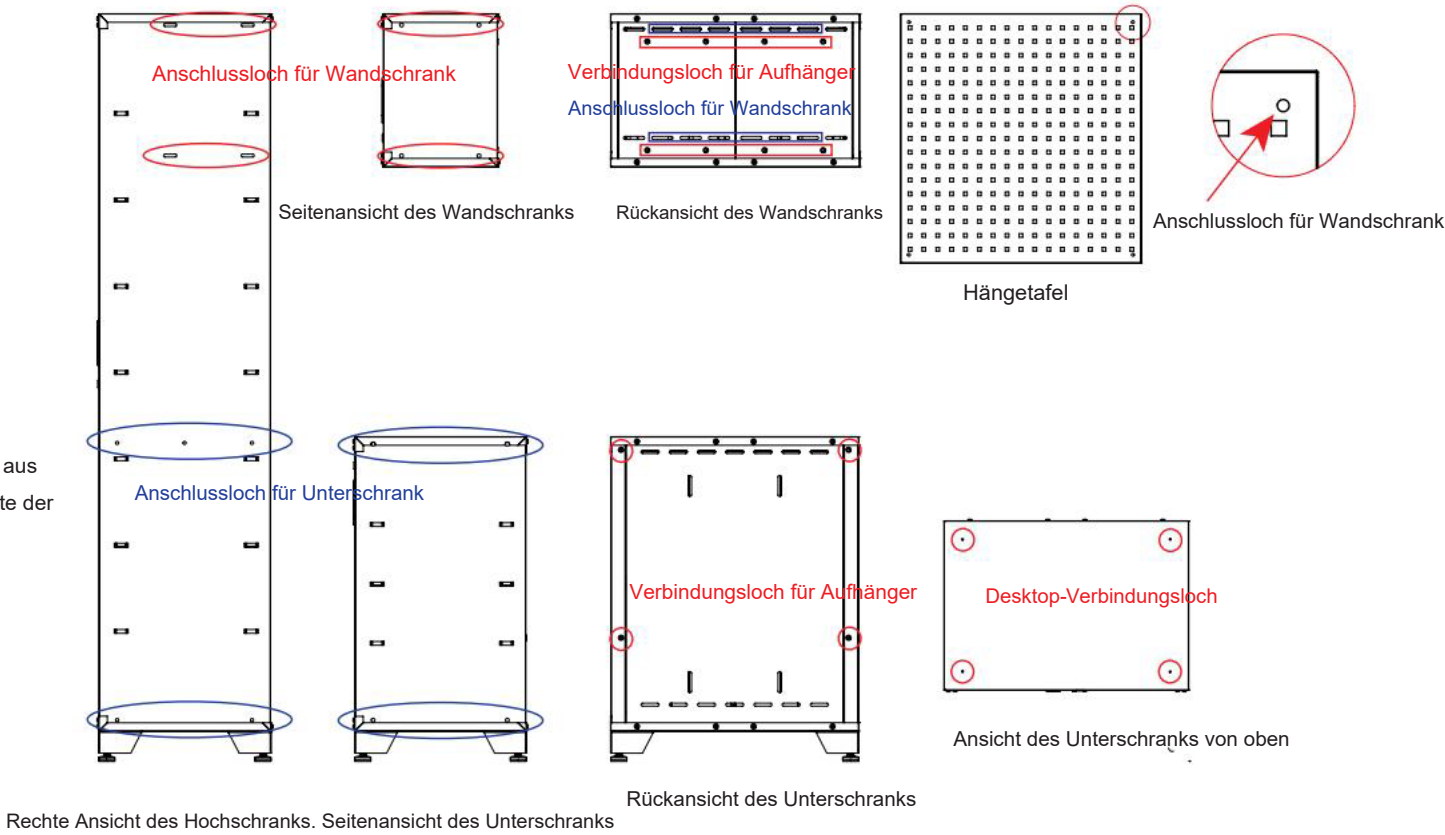 Anschlussloch für Wandschrank
Verbindungsloch für Aufhänger
Anschlussloch für Wandschrank
Seitenansicht des Wandschranks
Rückansicht des Wandschranks
Anschlussloch für Wandschrank
Hängetafel
aus
te der
Anschlussloch für Unterschrank
Verbindungsloch für Aufhänger
Desktop-Verbindungsloch
Ansicht des Unterschranks von oben
Rückansicht des Unterschranks
Rechte Ansicht des Hochschranks. Seitenansicht des Unterschranks